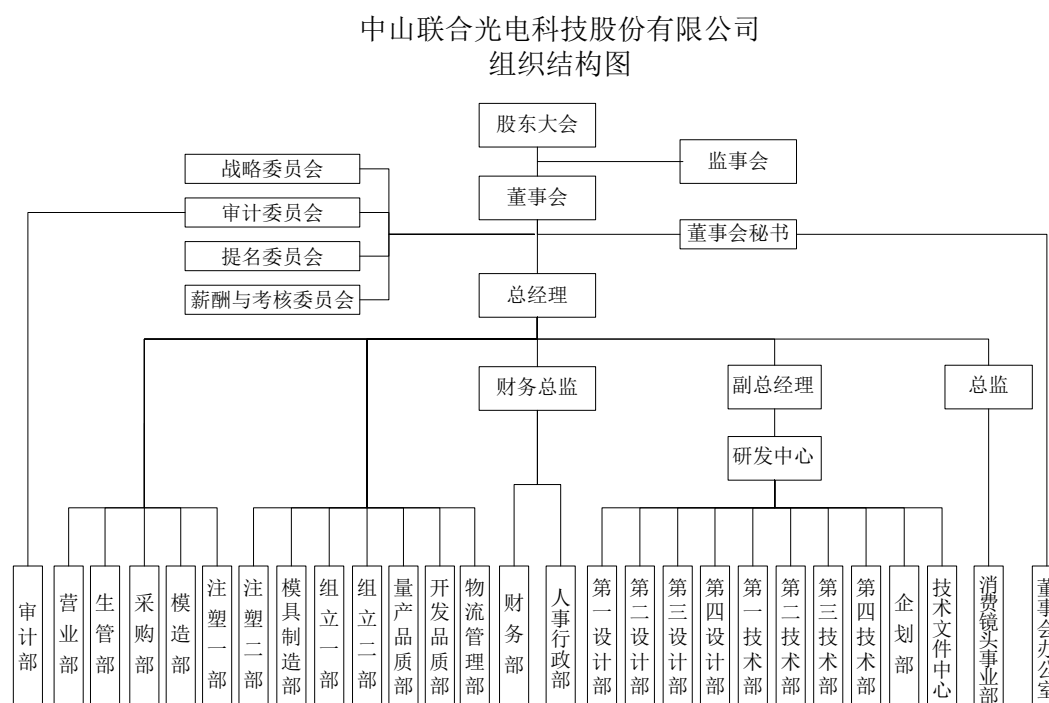 中山联合光电科技股份有限公司
组织结构图
股东大会
监事会
战略委员会
董事会
审计委员会
董事会秘书
提名委员会
总经理
薪酬与考核委员会
财务总监
副总经理
总监
研发中心
审计部
营业部
生管部
采购部
模造部
注塑一部
注塑二部
模具制造部
组立一部
组立二部
量产品质部
开发品质部
物流管理部
财务部
人事行政部
第一设计部
第二设计部
第三设计部
第四设计部
第一技术部
第二技术部
第三技术部
第四技术部
企划部
技术文件中心
消费镜头事业部
董事会办公室